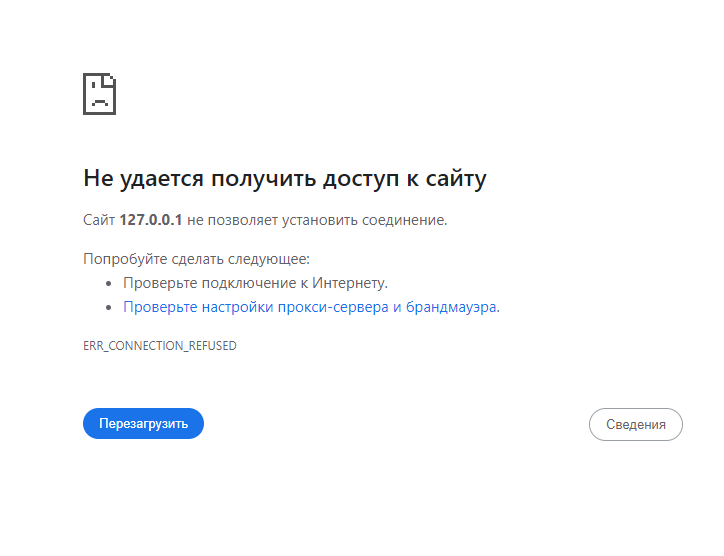 Не удается получить доступ к сайту
Сайт 127.0.0.1 не позволяет установить соединение.
Попробуйте сделать следующее:
Проверьте подключение к Интернету.
Проверьте настройки прокси-сервера и брандмауэра.
ERR_CONNECTION_REFUSED
Перезагрузить
Сведения